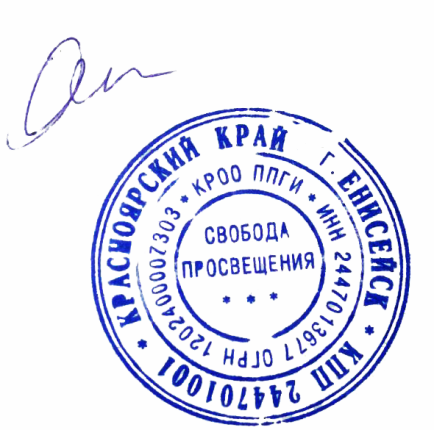 * КРАСНОЯРСКИЙ КРАЙ г. ЕНИСЕЙСК * КПП 244701001
* КРОО ППГИ * ИНН 2447013677 ОГРН 1202400007303
СВОБОДА
ПРОСВЕЩЕНИЯ
* * *